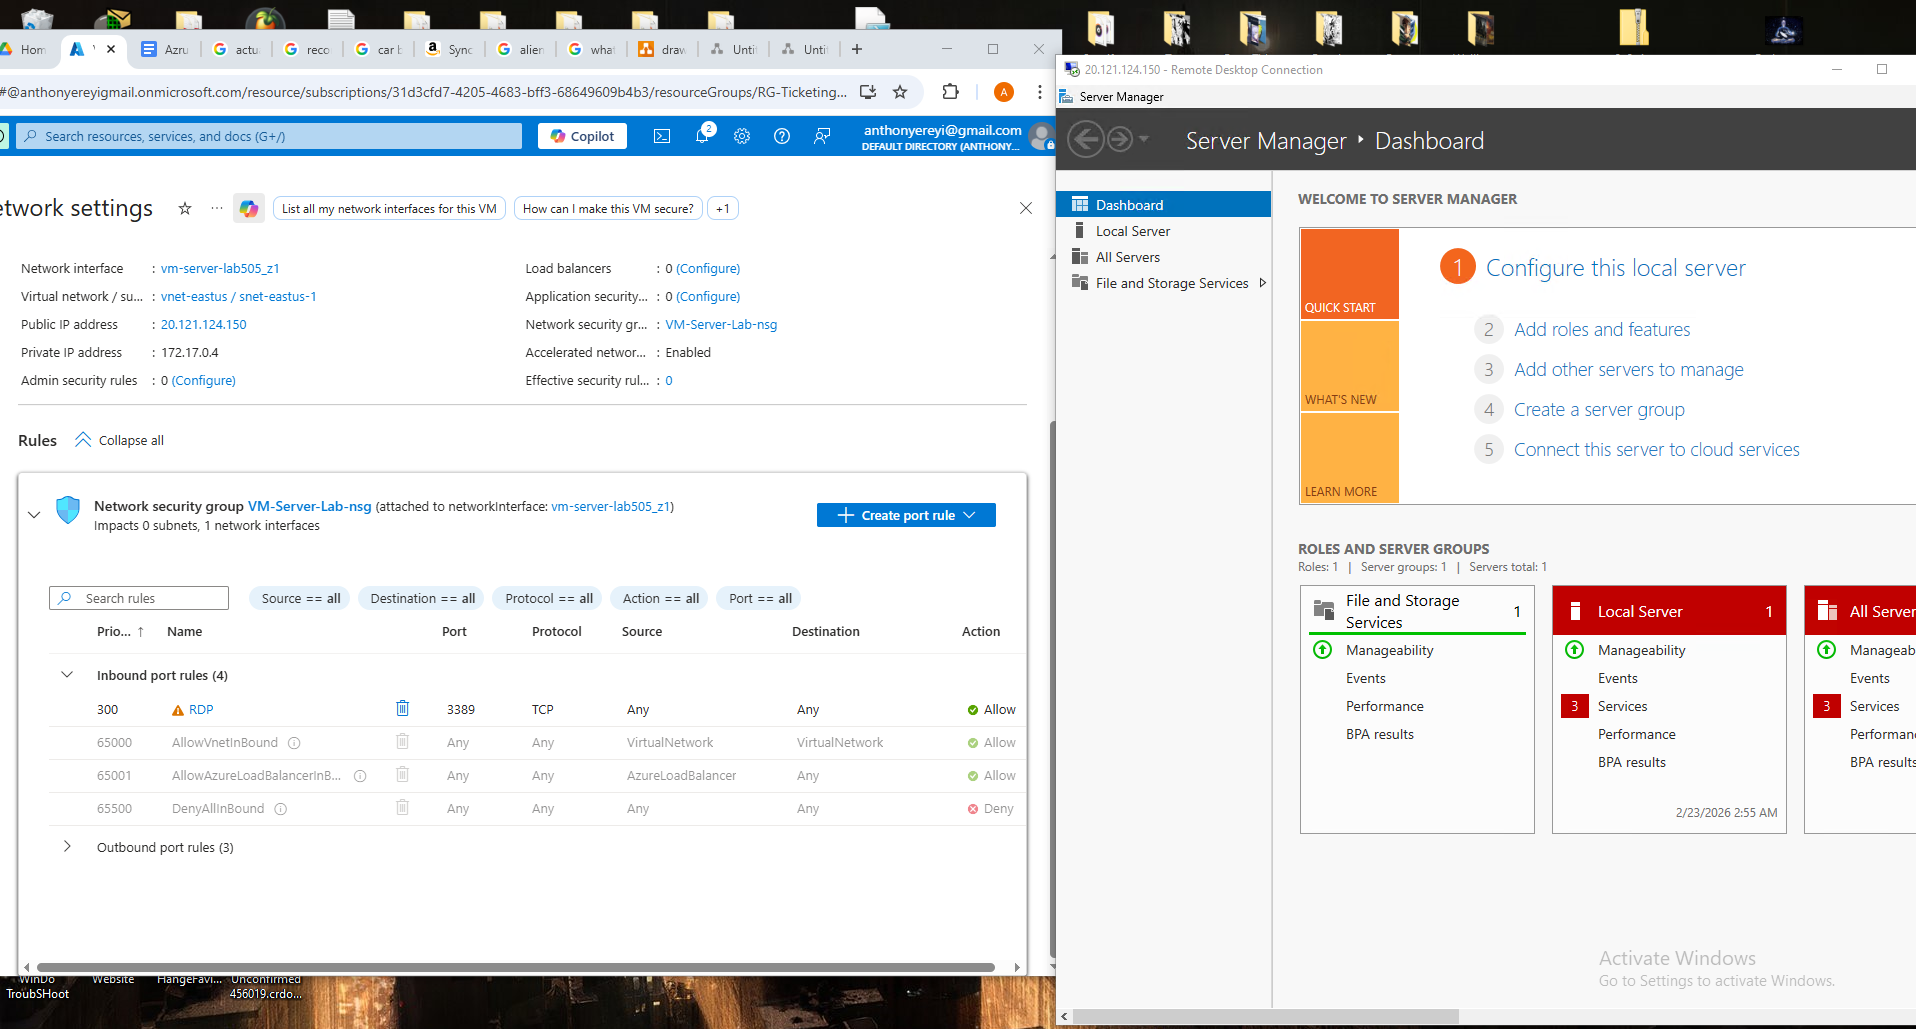 Hom
Azru
actu
reco
car b
Sync
alien
what
draw
Untit
Untit
#@anthonyereyigmail.onmicrosoft.com/resource/subscriptions/31d3cfd7-4205-4683-bff3-68649609b4b3/resourceGroups/RG-Ticketing...
A
Search resources, services, and docs (G+/)
Copilot
2
anthonyereyi@gmail.com
DEFAULT DIRECTORY (ANTHONY...
etwork settings
List all my network interfaces for this VM
How can I make this VM secure?
+1
Network interface : vm-server-lab505_z1
Virtual network / su... : vnet-eastus / snet-eastus-1
Public IP address : 20.121.124.150
Private IP address : 172.17.0.4
Admin security rules : 0 (Configure)
Load balancers : 0 (Configure)
Application security... : 0 (Configure)
Network security gr... : VM-Server-Lab-nsg
Accelerated networ... : Enabled
Effective security rul... : 0
Rules Collapse all
Network security group VM-Server-Lab-nsg (attached to networkInterface: vm-server-lab505_z1)
Impacts 0 subnets, 1 network interfaces
Create port rule
Search rules
Source == all
Destination == all
Protocol == all
Action == all
Port == all
Prio... ↑ Name Port Protocol Source Destination Action
Inbound port rules (4)
300 RDP 3389 TCP Any Any Allow
65000 AllowVnetInBound Any Any VirtualNetwork VirtualNetwork Allow
65001 AllowAzureLoadBalancerInB... Any Any AzureLoadBalancer Any Allow
65500 DenyAllInBound Any Any Any Any Deny
Outbound port rules (3)
WinDo
TroubSHoot
Website
HangeFavi...
Unconfirmed
456019.crdo...
20.121.124.150 - Remote Desktop Connection
Server Manager
Server Manager ‣ Dashboard
Dashboard
Local Server
All Servers
File and Storage Services
WELCOME TO SERVER MANAGER
QUICK START
WHAT'S NEW
LEARN MORE
1 Configure this local server
2 Add roles and features
3 Add other servers to manage
4 Create a server group
5 Connect this server to cloud services
ROLES AND SERVER GROUPS
Roles: 1 | Server groups: 1 | Servers total: 1
File and Storage
Services 1
Manageability
Events
Performance
BPA results
Local Server 1
Manageability
Events
3 Services
Performance
BPA results
2/23/2026 2:55 AM
All Server
Manageab
Events
3 Services
Performan
BPA results
Activate Windows
Go to Settings to activate Windows.